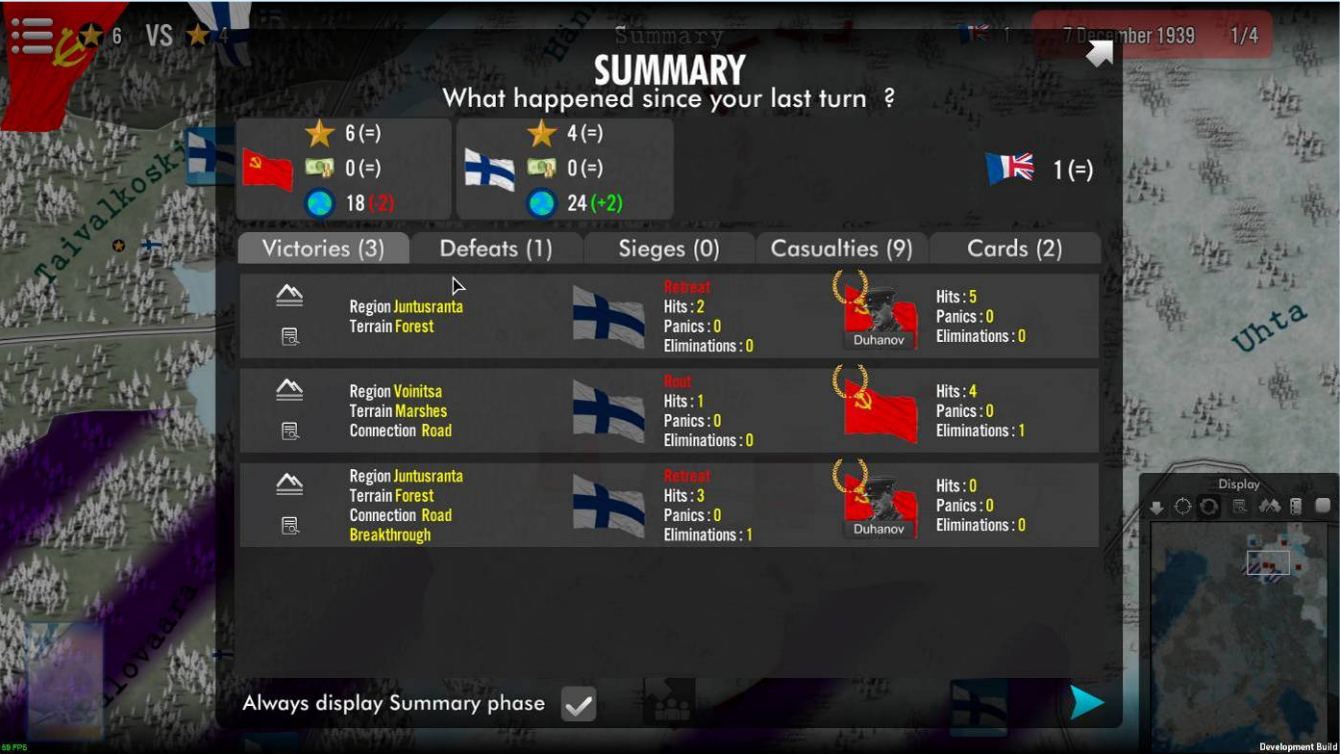 6 VS 4
Summary
1
7 December 1939 1/4
SUMMARY
What happened since your last turn ?
6 (=)
0 (=)
18 (-2)
4 (=)
0 (=)
24 (+2)
1 (=)
Victories (3)
Defeats (1)
Sieges (0)
Casualties (9)
Cards (2)
Region Juntusranta
Terrain Forest
Retreat
Hits : 2
Panics : 0
Eliminations : 0
Duhanov
Hits : 5
Panics : 0
Eliminations : 0
Region Voinitsa
Terrain Marshes
Connection Road
Rout
Hits : 1
Panics : 0
Eliminations : 0
Hits : 4
Panics : 0
Eliminations : 1
Region Juntusranta
Terrain Forest
Connection Road
Breakthrough
Retreat
Hits : 3
Panics : 0
Eliminations : 1
Duhanov
Hits : 0
Panics : 0
Eliminations : 0
Always display Summary phase
Taivalkoski
Uhta
Display
Development Build